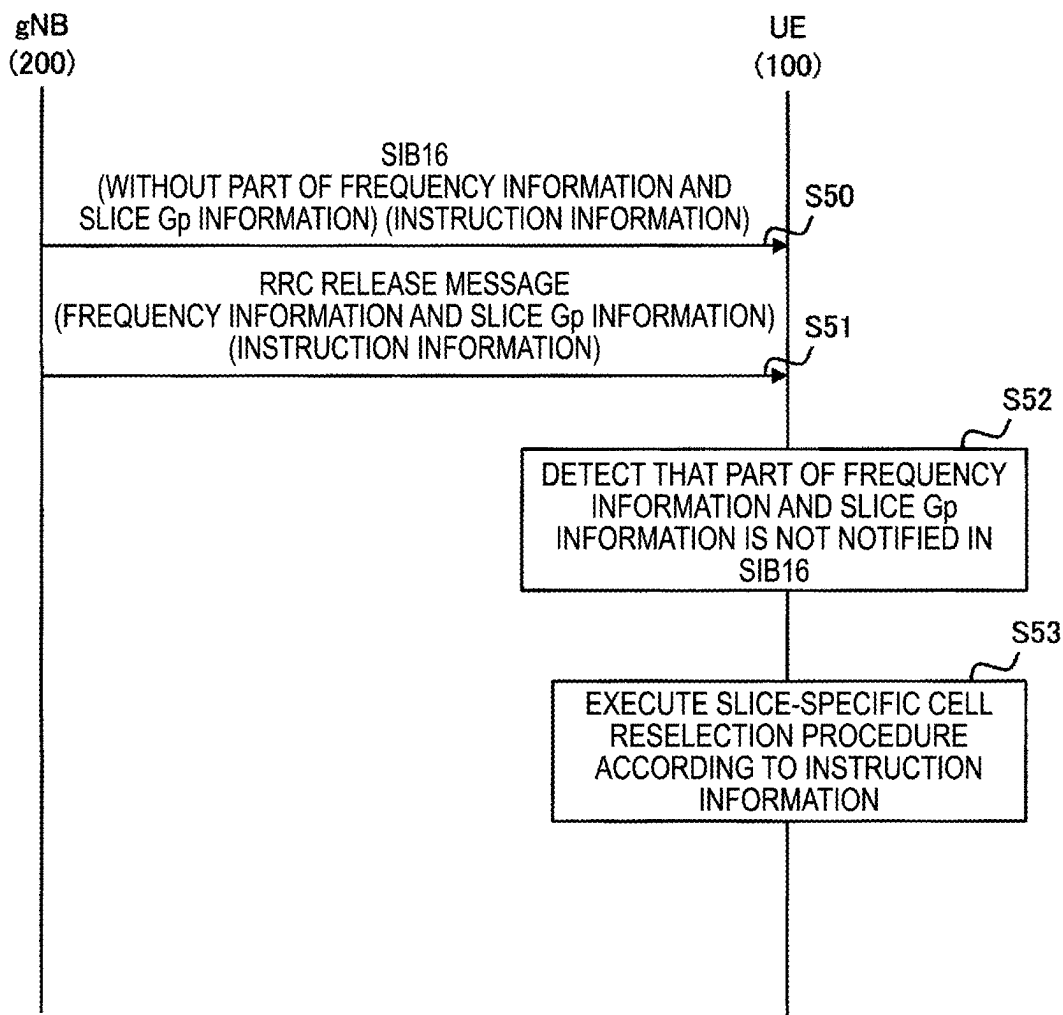 gNB
(200)
UE
(100)
SIB16
(WITHOUT PART OF FREQUENCY INFORMATION AND
SLICE Gp INFORMATION) (INSTRUCTION INFORMATION)
S50
RRC RELEASE MESSAGE
(FREQUENCY INFORMATION AND SLICE Gp INFORMATION)
(INSTRUCTION INFORMATION)
S51
S52
DETECT THAT PART OF FREQUENCY
INFORMATION AND SLICE Gp
INFORMATION IS NOT NOTIFIED IN
SIB16
S53
EXECUTE SLICE-SPECIFIC CELL
RESELECTION PROCEDURE
ACCORDING TO INSTRUCTION
INFORMATION